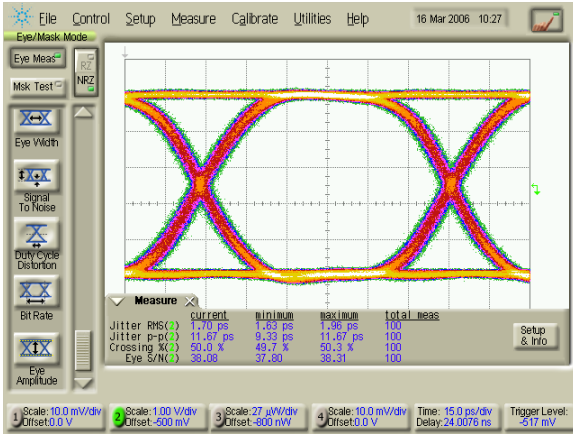 File Control Setup Measure Calibrate Utilities Help 16 Mar 2006 10:27
Eye/Mask Mode
Eye Meas
RZ
NRZ
Msk Test
Eye Width
Signal
To Noise
Duty Cycle
Distortion
Bit Rate
Eye
Amplitude
Measure
current minimum maximum total meas
Jitter RMS(2) 1.70 ps 1.63 ps 1.96 ps 100
Jitter p-p(2) 11.67 ps 9.33 ps 11.67 ps 100
Crossing %(2) 50.0 % 49.7 % 50.3 % 100
Eye S/N(2) 38.08 37.80 38.31 100
Setup
& Info
1 Scale:10.0 mV/div
Offset:0.0 V
2 Scale:1.00 V/div
Offset:-500 mV
3 Scale:27 µW/div
Offset:-800 nW
4 Scale:10.0 mV/div
Offset:0.0 V
Time: 15.0 ps/div
Delay:24.0076 ns
Trigger Level:
-517 mV